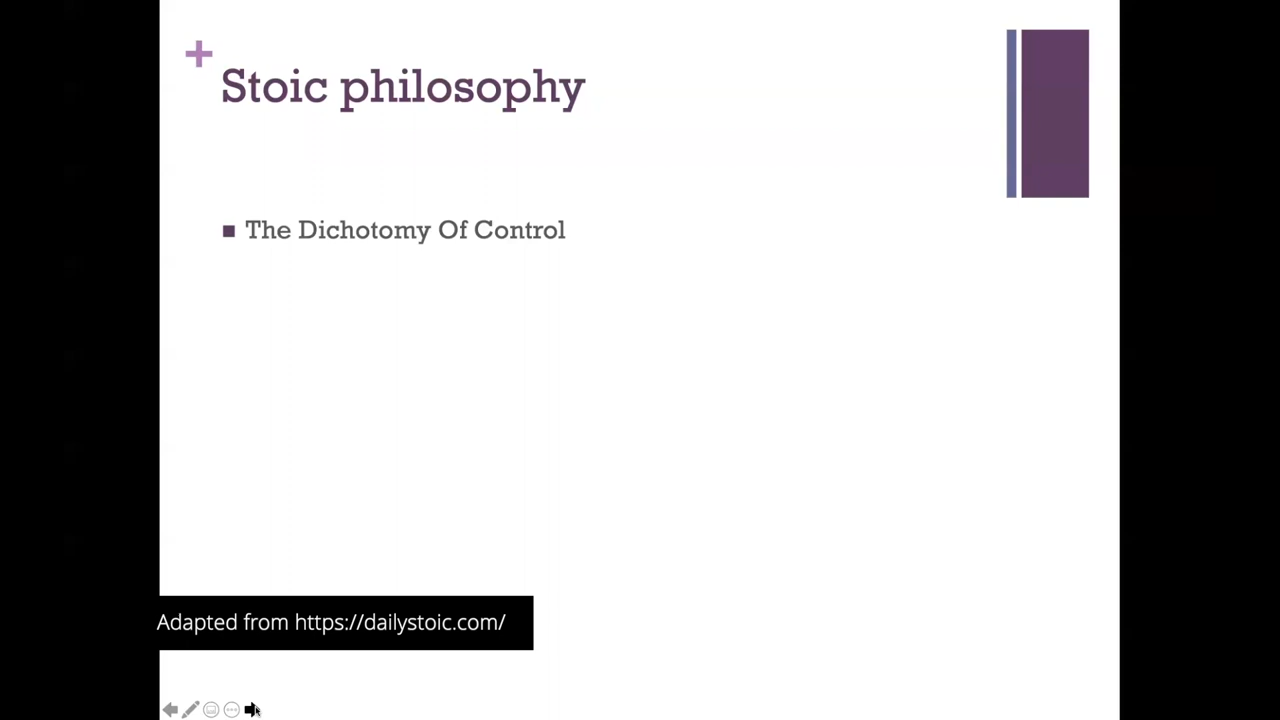 Stoic philosophy
The Dichotomy Of Control
Adapted from https://dailystoic.com/